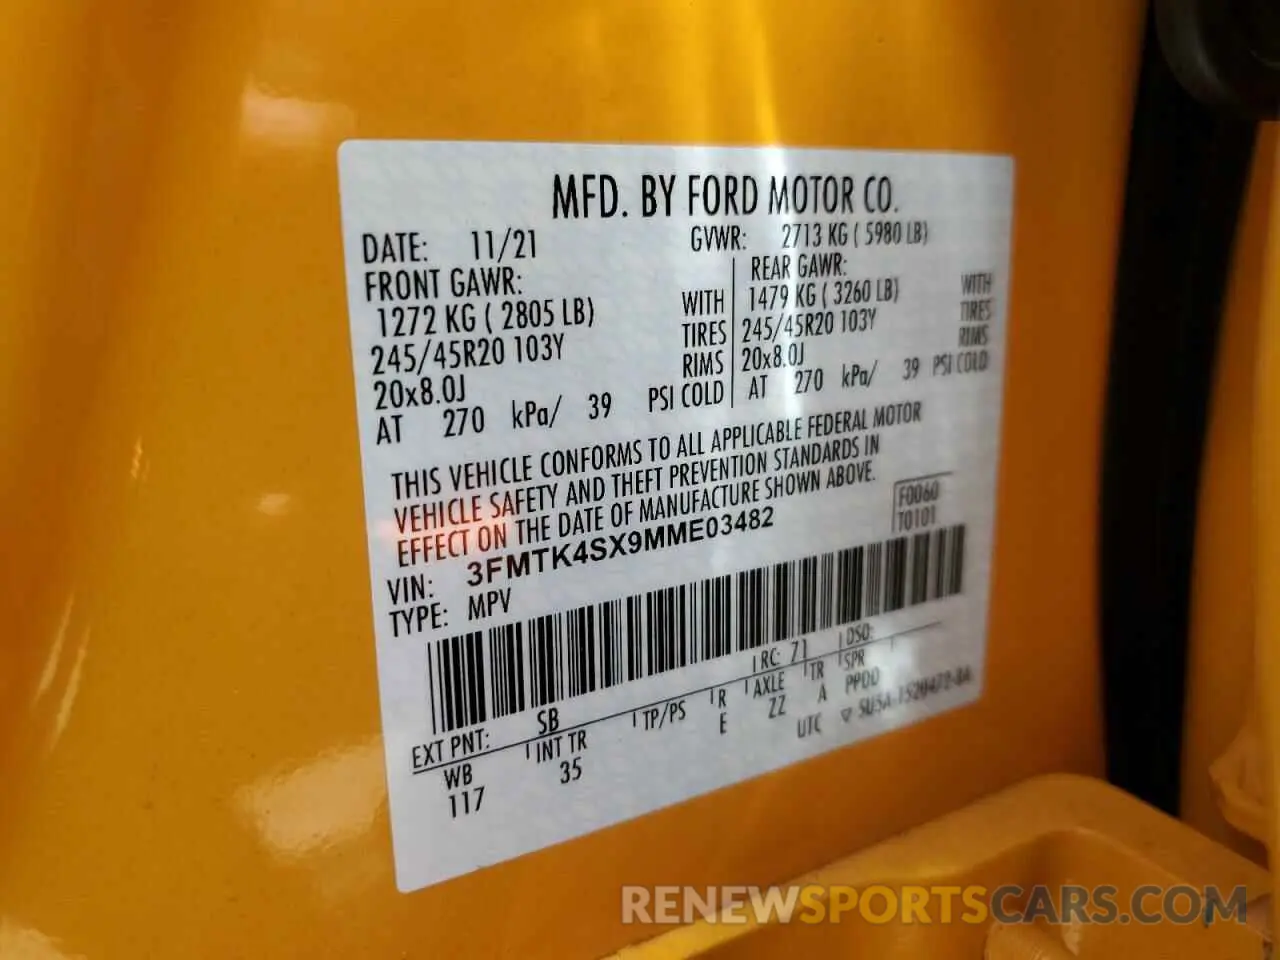 MFD. BY FORD MOTOR CO.
DATE: 11/21 GVWR: 2713 KG ( 5980 LB)
FRONT GAWR: REAR GAWR:
1272 KG ( 2805 LB) WITH 1479 KG ( 3260 LB) WITH
245/45R20 103Y TIRES 245/45R20 103Y TIRES
20x8.0J RIMS 20x8.0J RIMS
AT 270 kPa/ 39 PSI COLD AT 270 kPa/ 39 PSI COLD
THIS VEHICLE CONFORMS TO ALL APPLICABLE FEDERAL MOTOR
VEHICLE SAFETY AND THEFT PREVENTION STANDARDS IN
EFFECT ON THE DATE OF MANUFACTURE SHOWN ABOVE.
F0060
T0101
VIN: 3FMTK4SX9MME03482
TYPE: MPV
EXT PNT: SB RC: 71 DSO:
WB INT TR TP/PS R AXLE TR SPR
117 35 E ZZ A PPDD
UTC
RENEWSPORTSCARS.COM